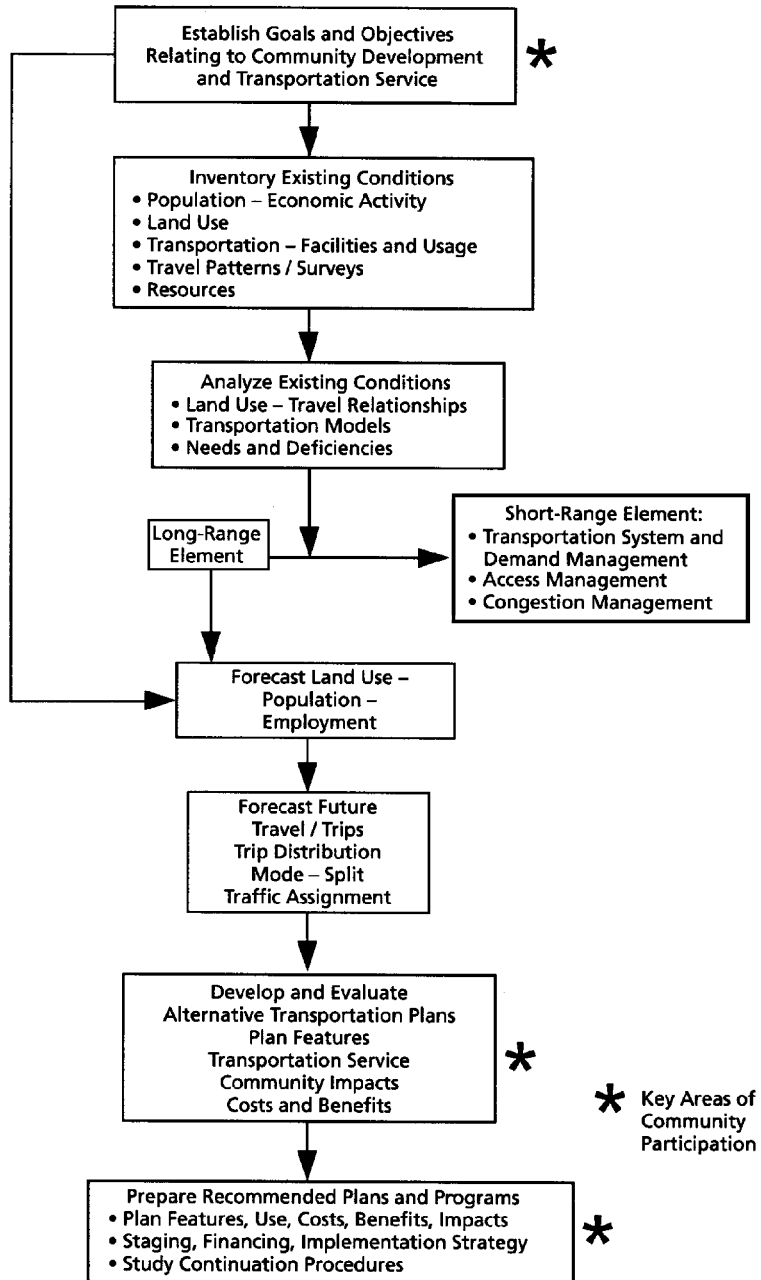 Establish Goals and Objectives
Relating to Community Development
and Transportation Service
*
Inventory Existing Conditions
• Population – Economic Activity
• Land Use
• Transportation – Facilities and Usage
• Travel Patterns / Surveys
• Resources
Analyze Existing Conditions
• Land Use – Travel Relationships
• Transportation Models
• Needs and Deficiencies
Long-Range
Element
Short-Range Element:
• Transportation System and
Demand Management
• Access Management
• Congestion Management
Forecast Land Use –
Population –
Employment
Forecast Future
Travel / Trips
Trip Distribution
Mode – Split
Traffic Assignment
Develop and Evaluate
Alternative Transportation Plans
Plan Features
Transportation Service
Community Impacts
Costs and Benefits
*
* Key Areas of
Community
Participation
Prepare Recommended Plans and Programs
• Plan Features, Use, Costs, Benefits, Impacts
• Staging, Financing, Implementation Strategy
• Study Continuation Procedures
*